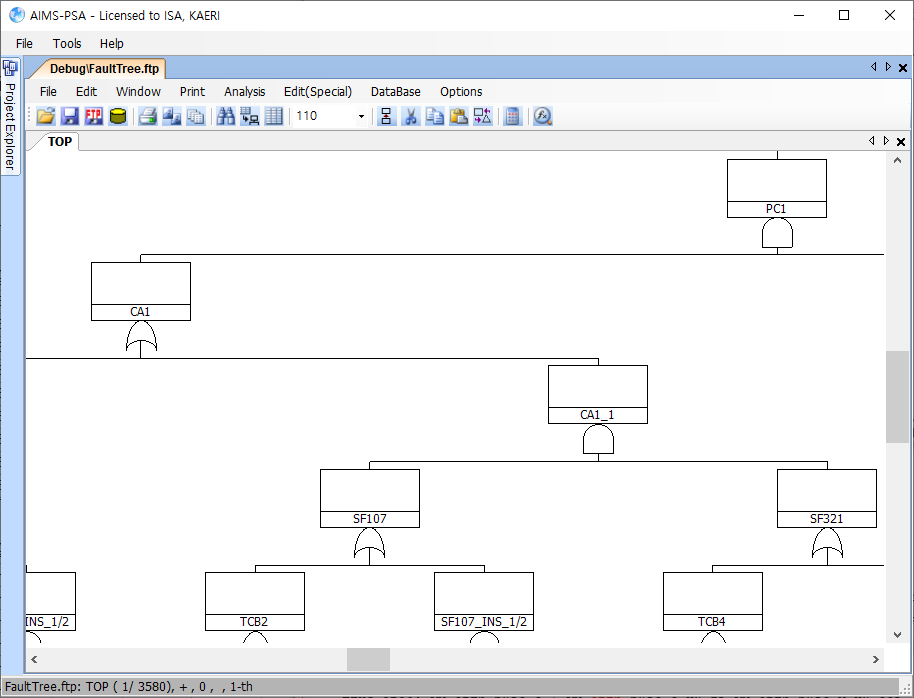 AIMS-PSA - Licensed to ISA, KAERI
File Tools Help
Project Explorer
Debug\FaultTree.ftp
File Edit Window Print Analysis Edit(Special) DataBase Options
FTP 110
TOP
PC1
CA1
CA1_1
SF107
SF321
INS_1/2
TCB2
SF107_INS_1/2
TCB4
FaultTree.ftp: TOP ( 1/ 3580), + , 0 , , 1-th